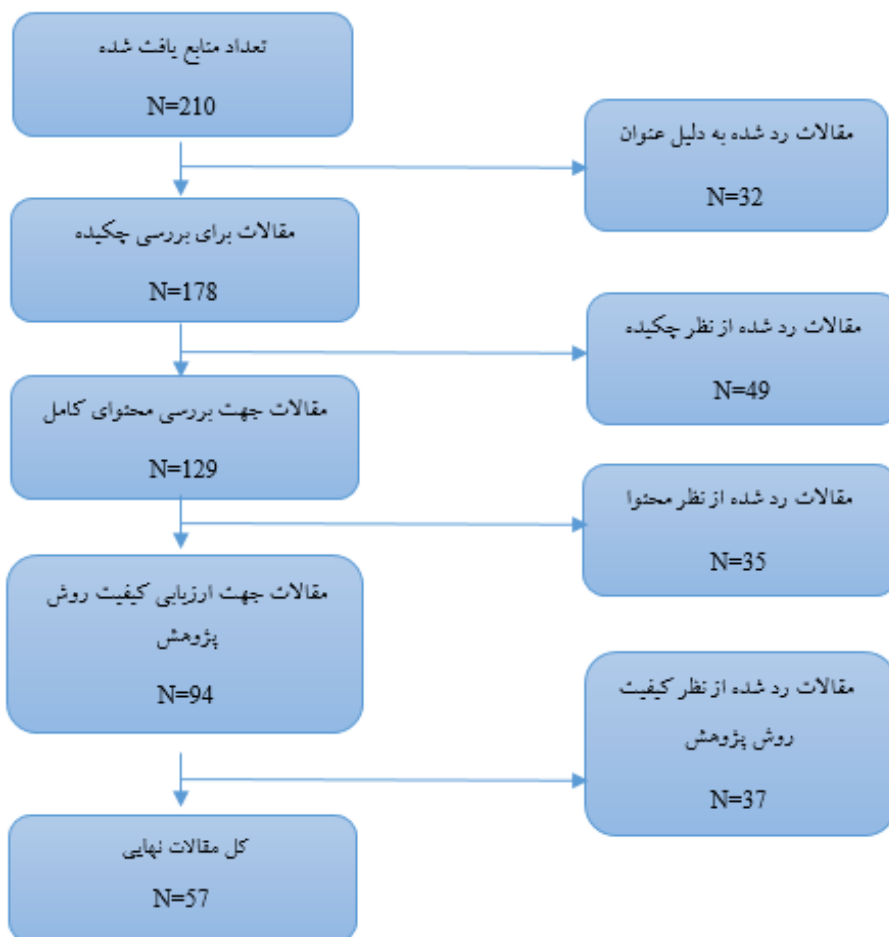 تعداد منابع یافت شده
N=210
مقالات رد شده به دلیل عنوان
N=32
مقالات برای بررسی چکیده
N=178
مقالات رد شده از نظر چکیده
N=49
مقالات جهت بررسی محتوای کامل
N=129
مقالات رد شده از نظر محتوا
N=35
مقالات جهت ارزیابی کیفیت روش
پژوهش
N=94
مقالات رد شده از نظر کیفیت
روش پژوهش
N=37
کل مقالات نهایی
N=57